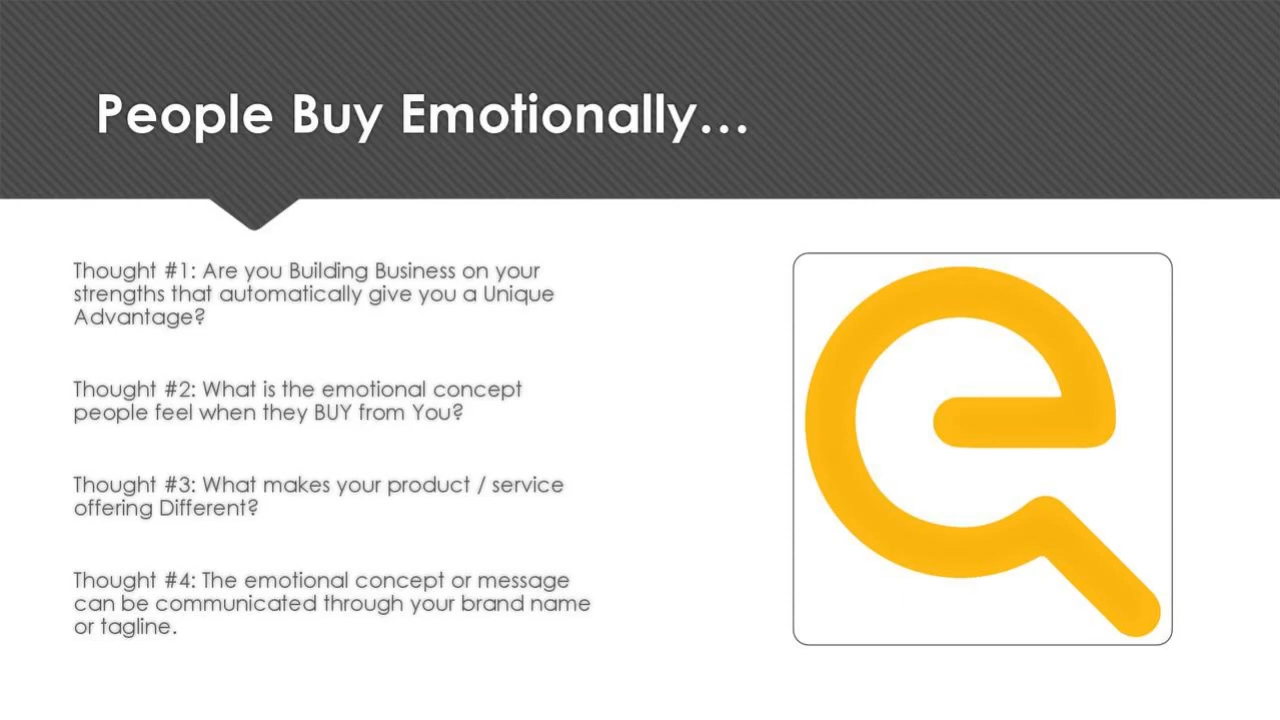 People Buy Emotionally...
Thought #1: Are you Building Business on your
strengths that automatically give you a Unique
Advantage?
Thought #2: What is the emotional concept
people feel when they BUY from You?
Thought #3: What makes your product / service
offering Different?
Thought #4: The emotional concept or message
can be communicated through your brand name
or tagline.